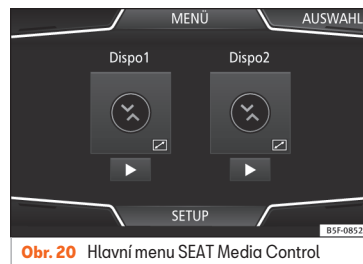 MENÜ AUSWAHL
Dispo1 Dispo2
SETUP
B5F-0852
Obr. 20 Hlavní menu SEAT Media Control